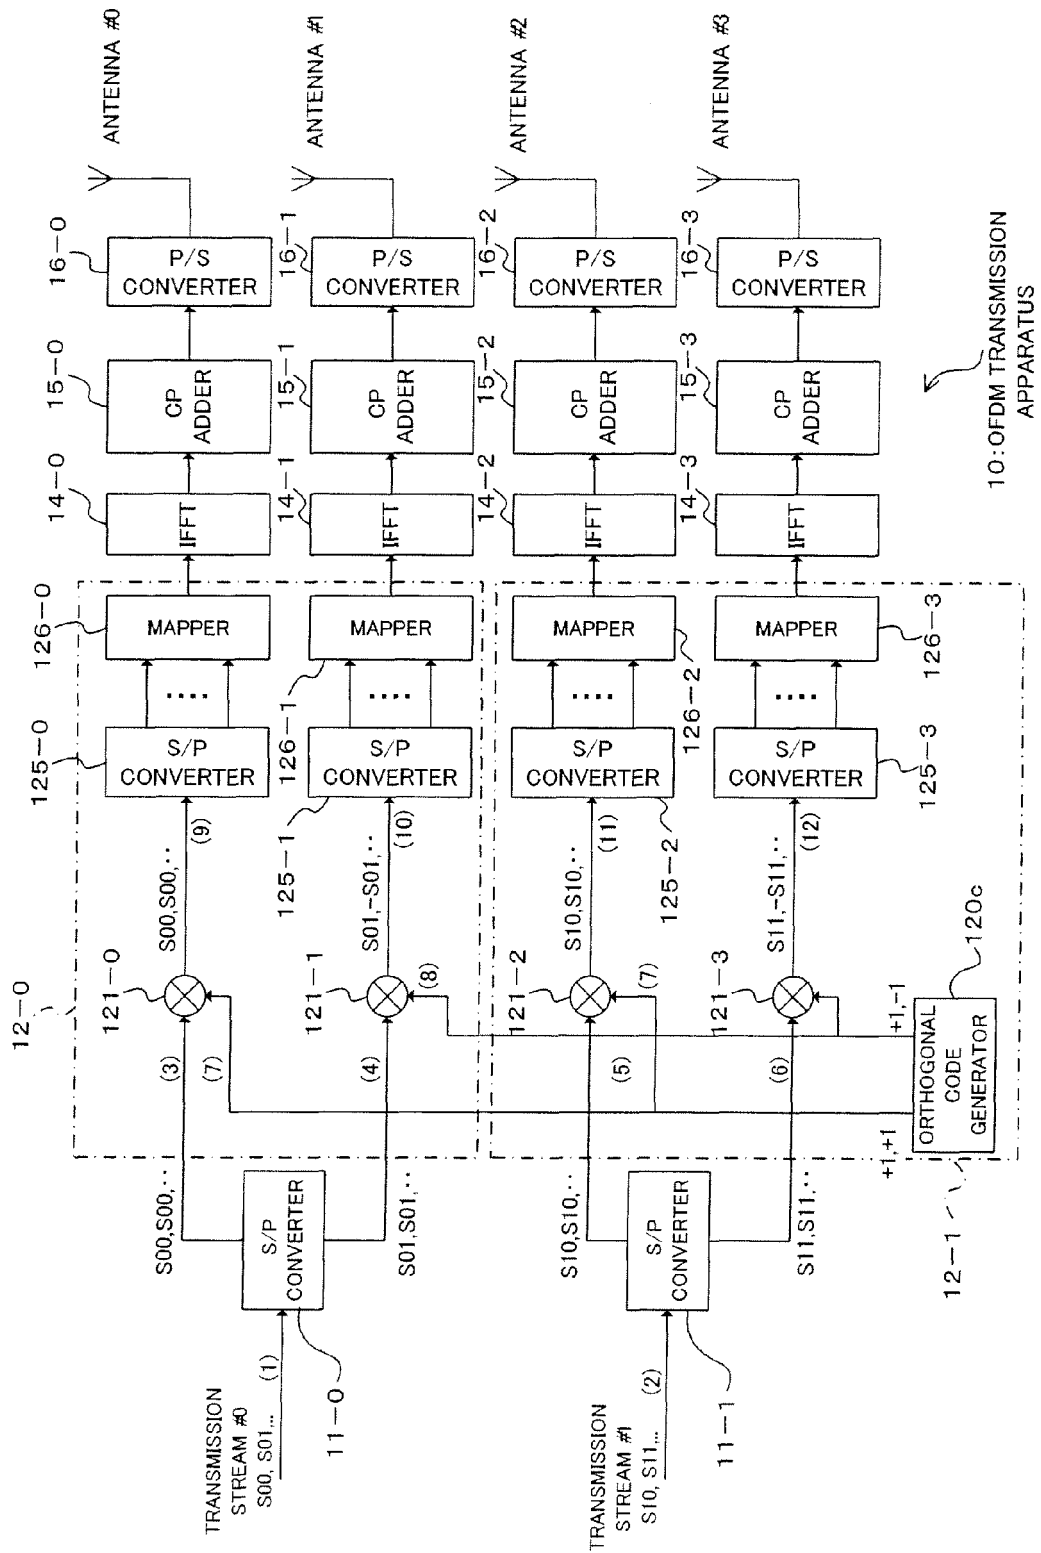 TRANSMISSION
STREAM #0
S00, S01,...
(1)
11-0
S/P
CONVERTER
S00,S00,··
S01,S01,··
12-0
(3)
(7)
(4)
121-0
121-1
(8)
S00,S00,··
(9)
S01,-S01,··
(10)
125-0
S/P
CONVERTER
125-1
S/P
CONVERTER
126-0
MAPPER
126-1
MAPPER
14-0
IFFT
14-1
IFFT
15-0
CP
ADDER
15-1
CP
ADDER
16-0
P/S
CONVERTER
16-1
P/S
CONVERTER
ANTENNA #0
ANTENNA #1
TRANSMISSION
STREAM #1
S10, S11,...
(2)
11-1
S/P
CONVERTER
S10,S10,··
S11,S11,··
12-1
(5)
(6)
121-2
(7)
121-3
S10,S10,··
(11)
S11,-S11,··
(12)
+1,+1
+1,-1
ORTHOGONAL
CODE
GENERATOR
120c
125-2
S/P
CONVERTER
125-3
S/P
CONVERTER
126-2
MAPPER
126-3
MAPPER
14-2
IFFT
14-3
IFFT
15-2
CP
ADDER
15-3
CP
ADDER
16-2
P/S
CONVERTER
16-3
P/S
CONVERTER
ANTENNA #2
ANTENNA #3
10:OFDM TRANSMISSION
APPARATUS